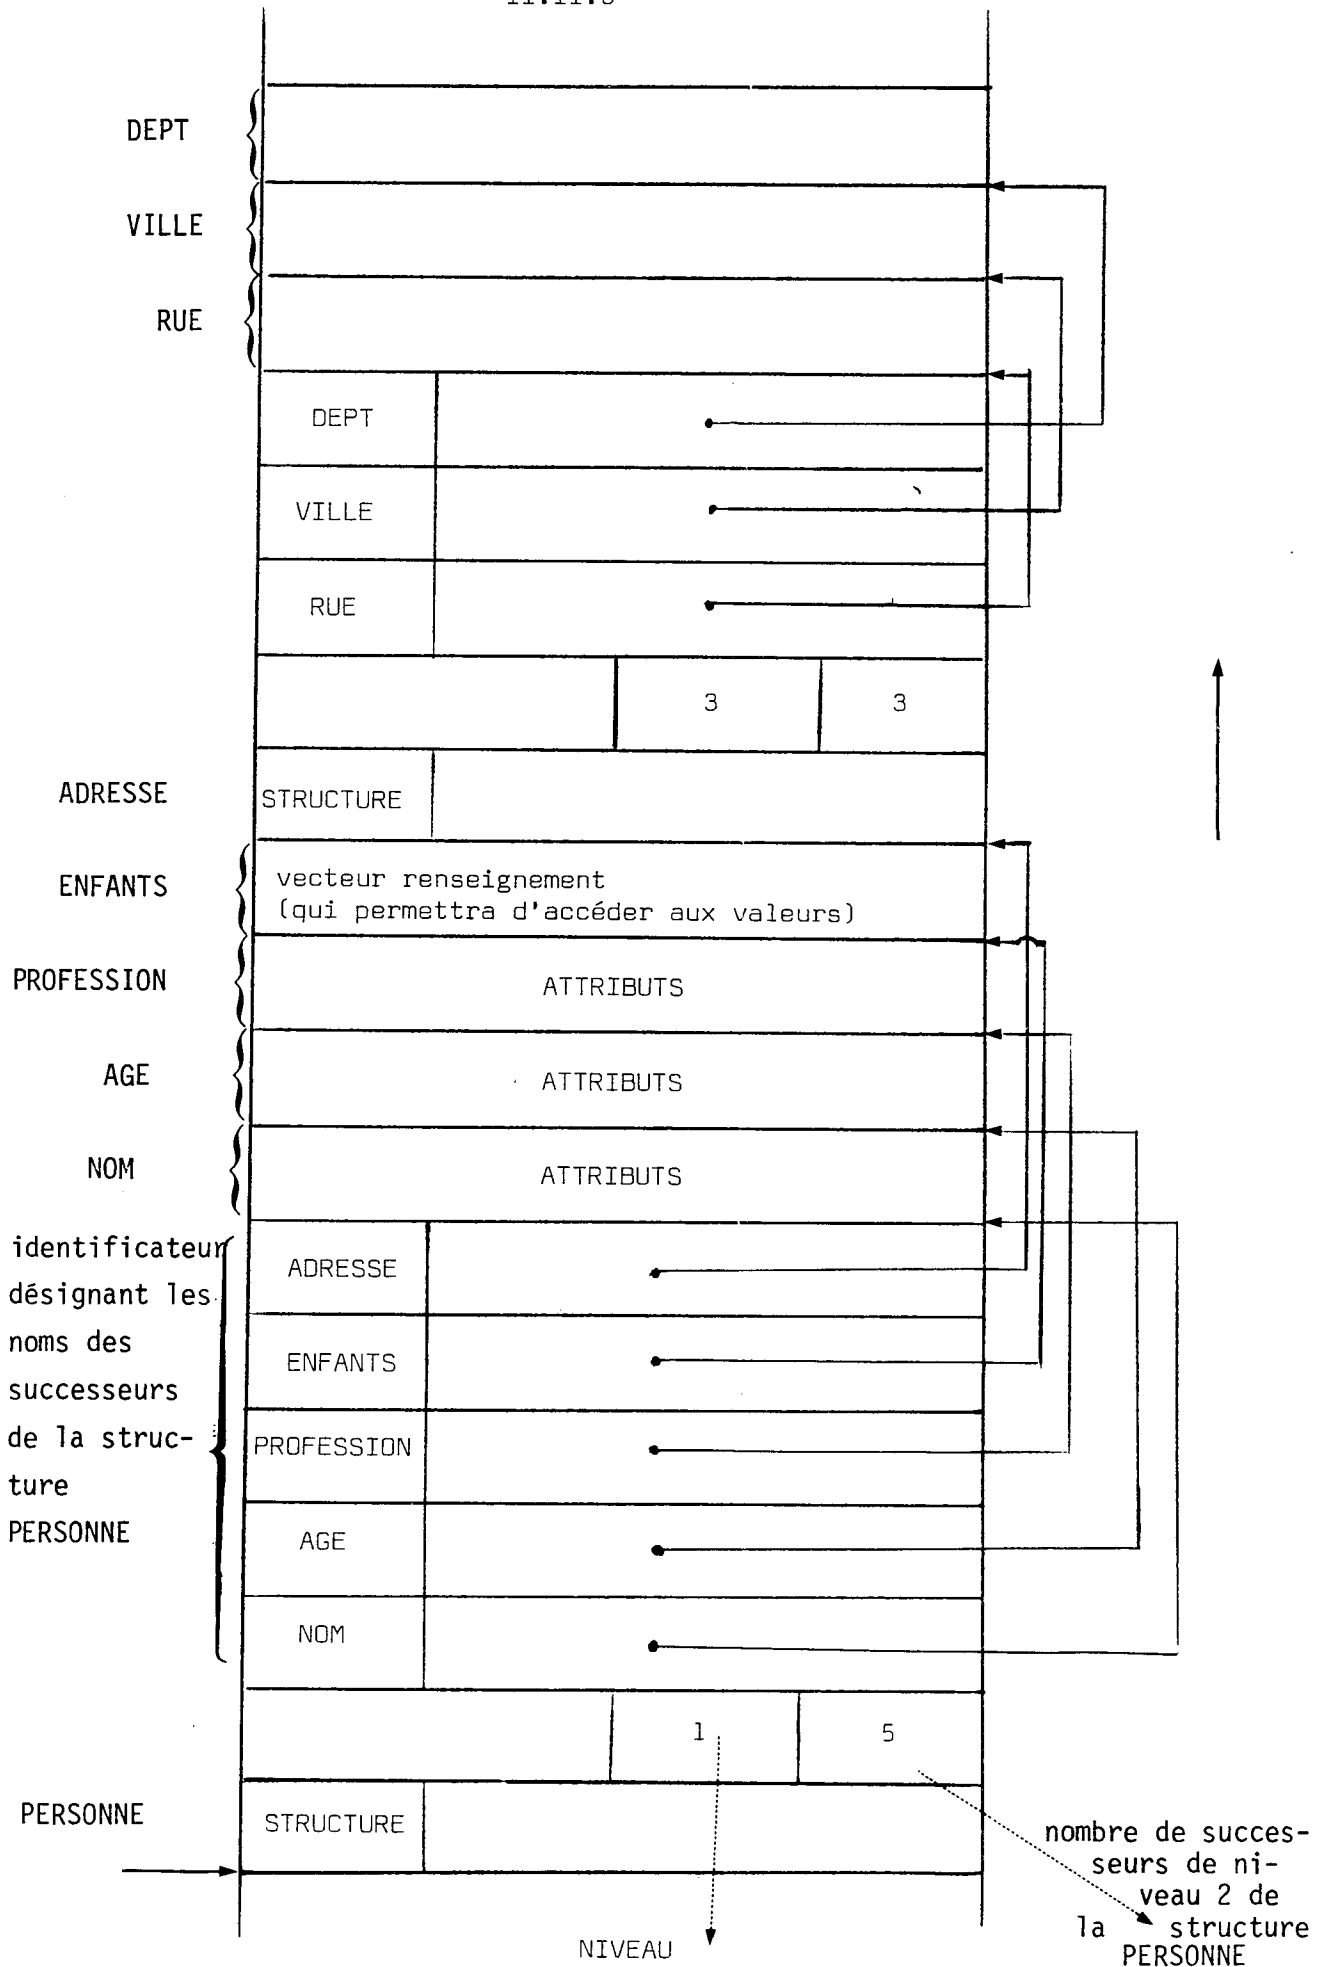 DEPT
VILLE
RUE
DEPT
VILLE
RUE
3 3
ADRESSE STRUCTURE
ENFANTS vecteur renseignement
(qui permettra d'accéder aux valeurs)
PROFESSION ATTRIBUTS
AGE ATTRIBUTS
NOM ATTRIBUTS
identificateur
désignant les
noms des
successeurs
de la struc-
ture
PERSONNE
ADRESSE
ENFANTS
PROFESSION
AGE
NOM
1 5
PERSONNE STRUCTURE
nombre de succes-
seurs de ni-
veau 2 de
la structure
PERSONNE
NIVEAU